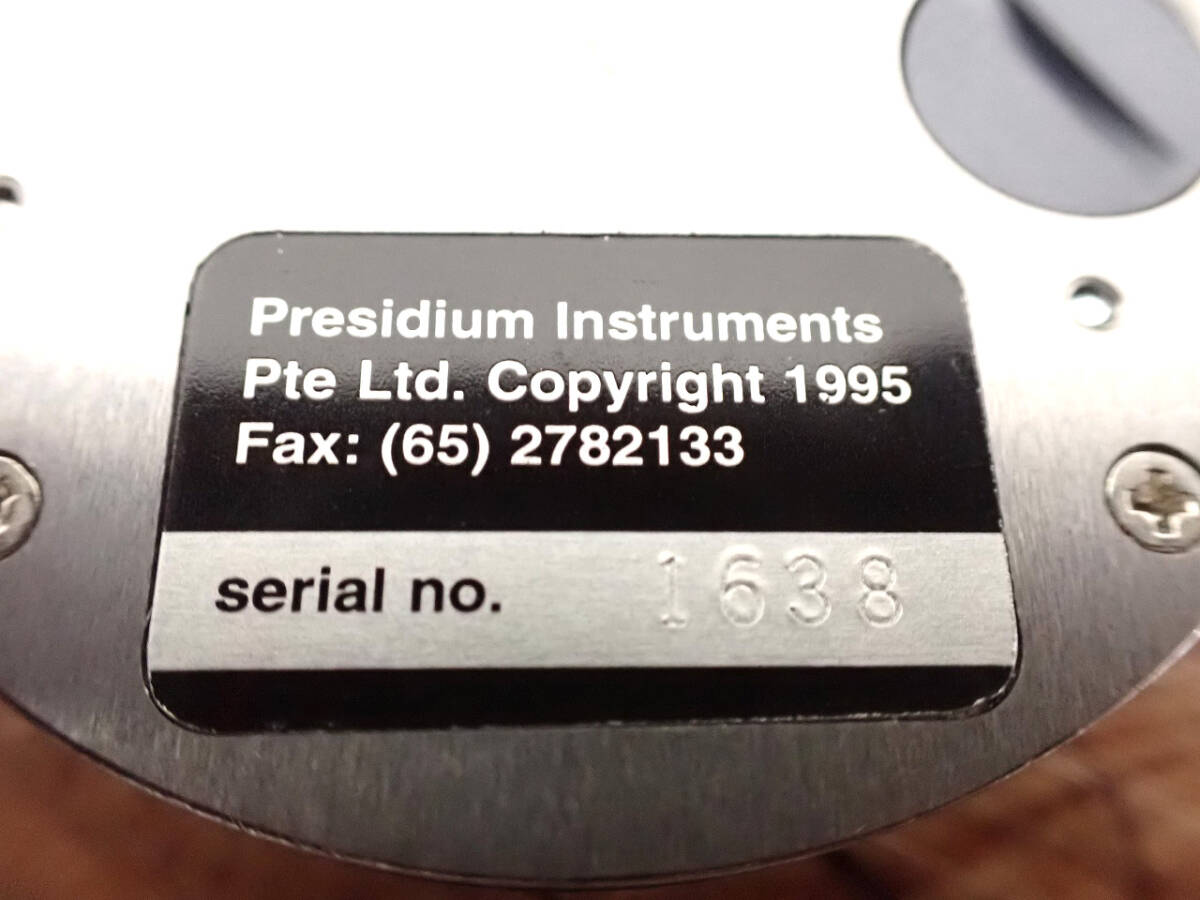 Presidium Instruments
Pte Ltd. Copyright 1995
Fax: (65) 2782133
serial no. 1638